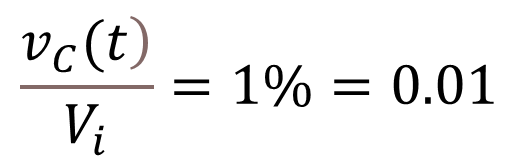 v_C(t)/V_i = 1% = 0.01